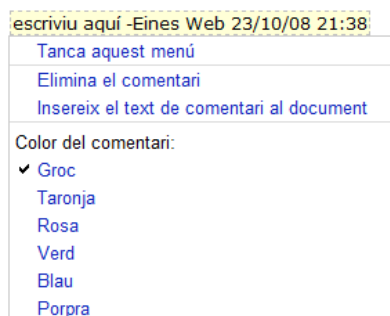 escriviu aquí -Eines Web 23/10/08 21:38
Tanca aquest menú
Elimina el comentari
Insereix el text de comentari al document
Color del comentari:
Groc
Taronja
Rosa
Verd
Blau
Porpra